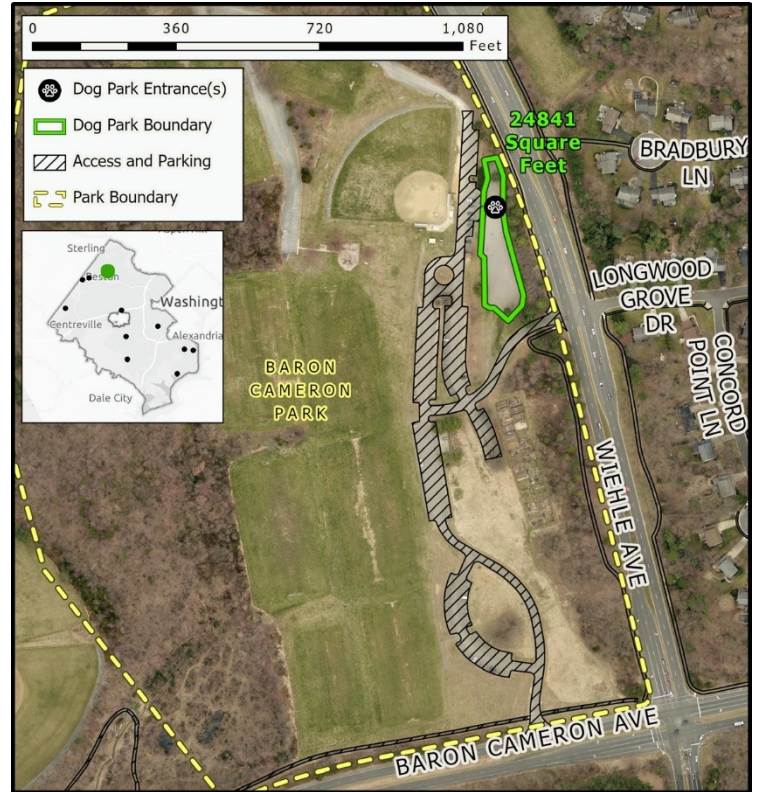 0 360 720 1,080
Feet
Dog Park Entrance(s)
Dog Park Boundary
Access and Parking
Park Boundary
Sterling
Reston
Washingt
Centreville
Alexandria
Dale City
24841
Square
Feet
BRADBURY
LN
LONGWOOD
GROVE
DR
CONCORD
POINT LN
BARON
CAMERON
PARK
WIEHLE AVE
BARON CAMERON AVE